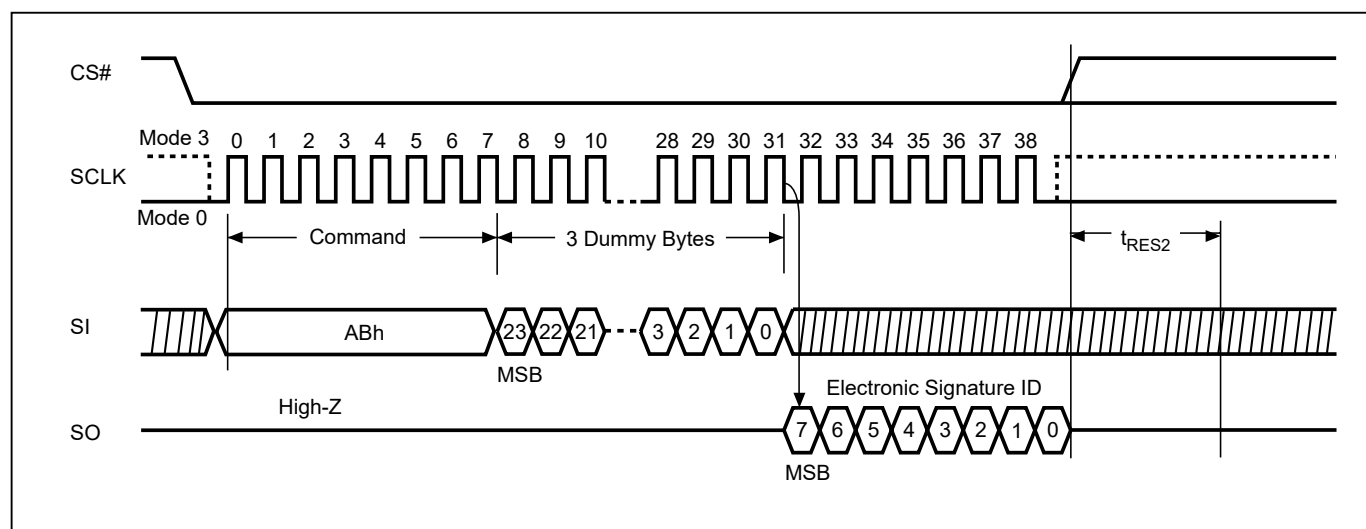 CS#
Mode 3
0 1 2 3 4 5 6 7 8 9 10 28 29 30 31 32 33 34 35 36 37 38
SCLK
Mode 0
Command 3 Dummy Bytes tRES2
SI ABh 23 22 21 3 2 1 0
MSB
High-Z Electronic Signature ID
SO 7 6 5 4 3 2 1 0
MSB